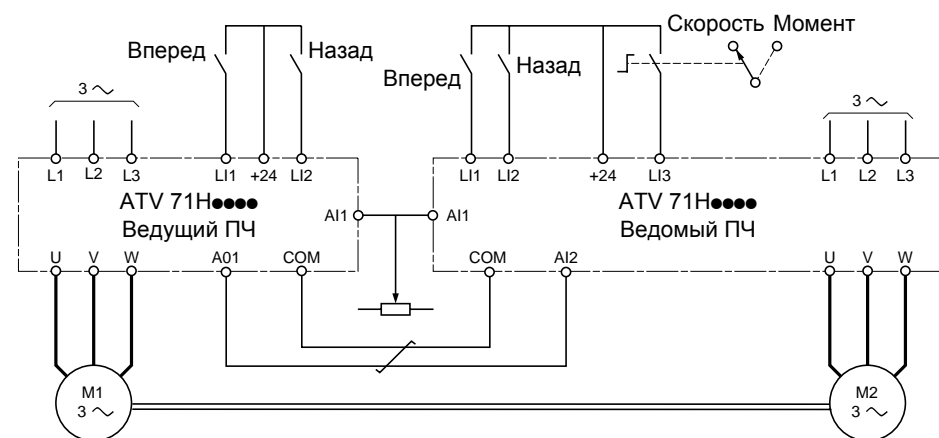 Скорость Момент
Вперед Назад
Вперед Назад
3 ～
3 ～
L1 L2 L3 LI1 +24 LI2
LI1 LI2 +24 LI3 L1 L2 L3
ATV 71H●●●●
Ведущий ПЧ
AI1
AI1
ATV 71H●●●●
Ведомый ПЧ
U V W A01 COM
COM AI2 U V W
M1
3 ～
M2
3 ～